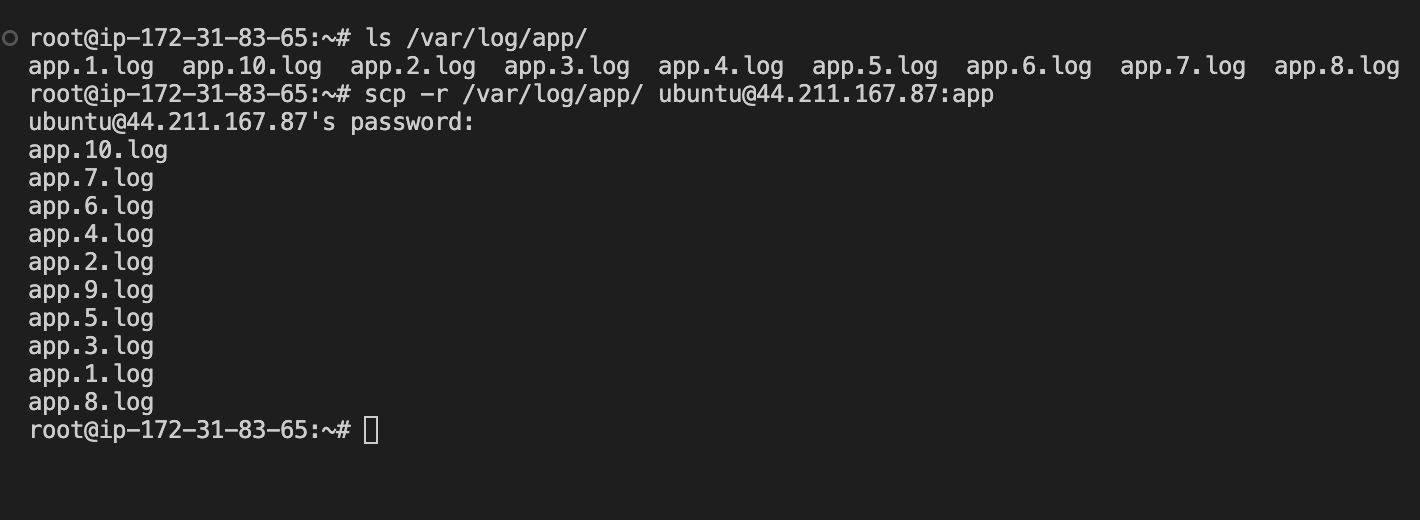 root@ip-172-31-83-65:~# ls /var/log/app/
app.1.log  app.10.log  app.2.log  app.3.log  app.4.log  app.5.log  app.6.log  app.7.log  app.8.log
root@ip-172-31-83-65:~# scp -r /var/log/app/ ubuntu@44.211.167.87:app
ubuntu@44.211.167.87's password:
app.10.log
app.7.log
app.6.log
app.4.log
app.2.log
app.9.log
app.5.log
app.3.log
app.1.log
app.8.log
root@ip-172-31-83-65:~#